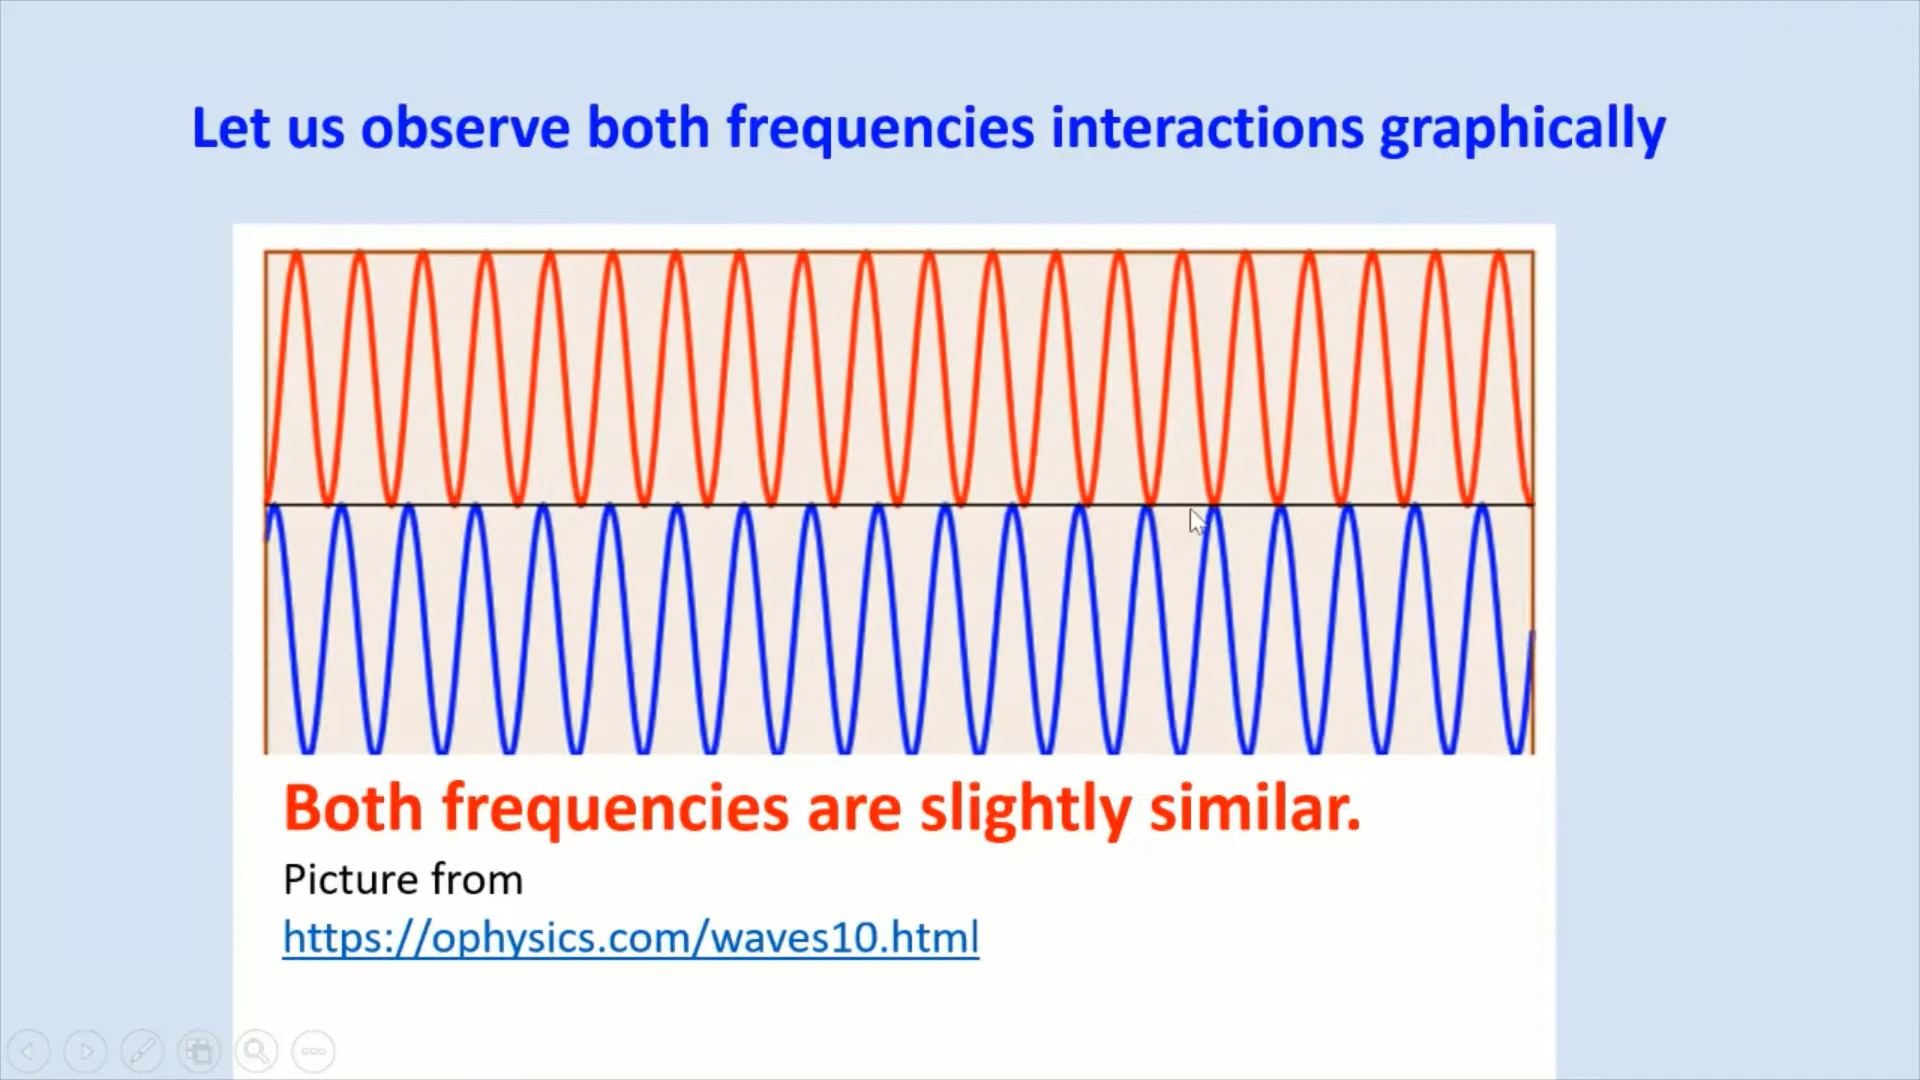 Let us observe both frequencies interactions graphically
Both frequencies are slightly similar.
Picture from
https://ophysics.com/waves10.html